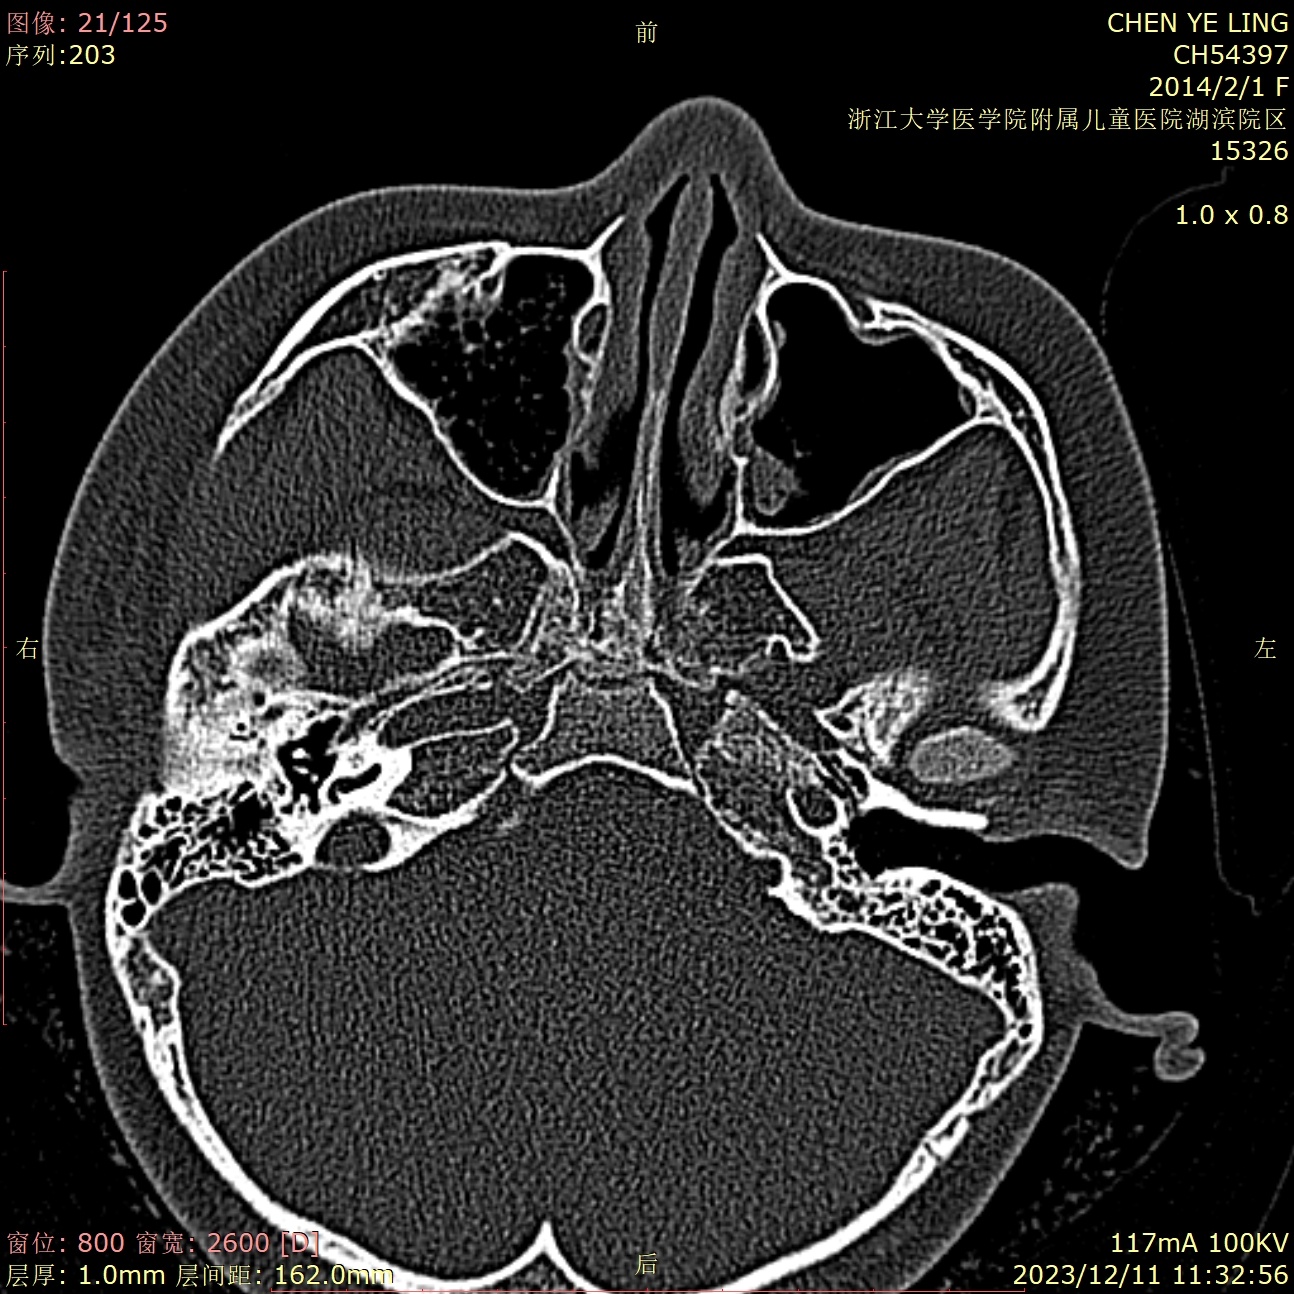 图像: 21/125
序列:203
前
CHEN YE LING
CH54397
2014/2/1 F
浙江大学医学院附属儿童医院湖滨院区
15326
1.0 x 0.8
右
左
窗位: 800 窗宽: 2600 [D]
层厚: 1.0mm 层间距: 162.0mm
后
117mA 100KV
2023/12/11 11:32:56